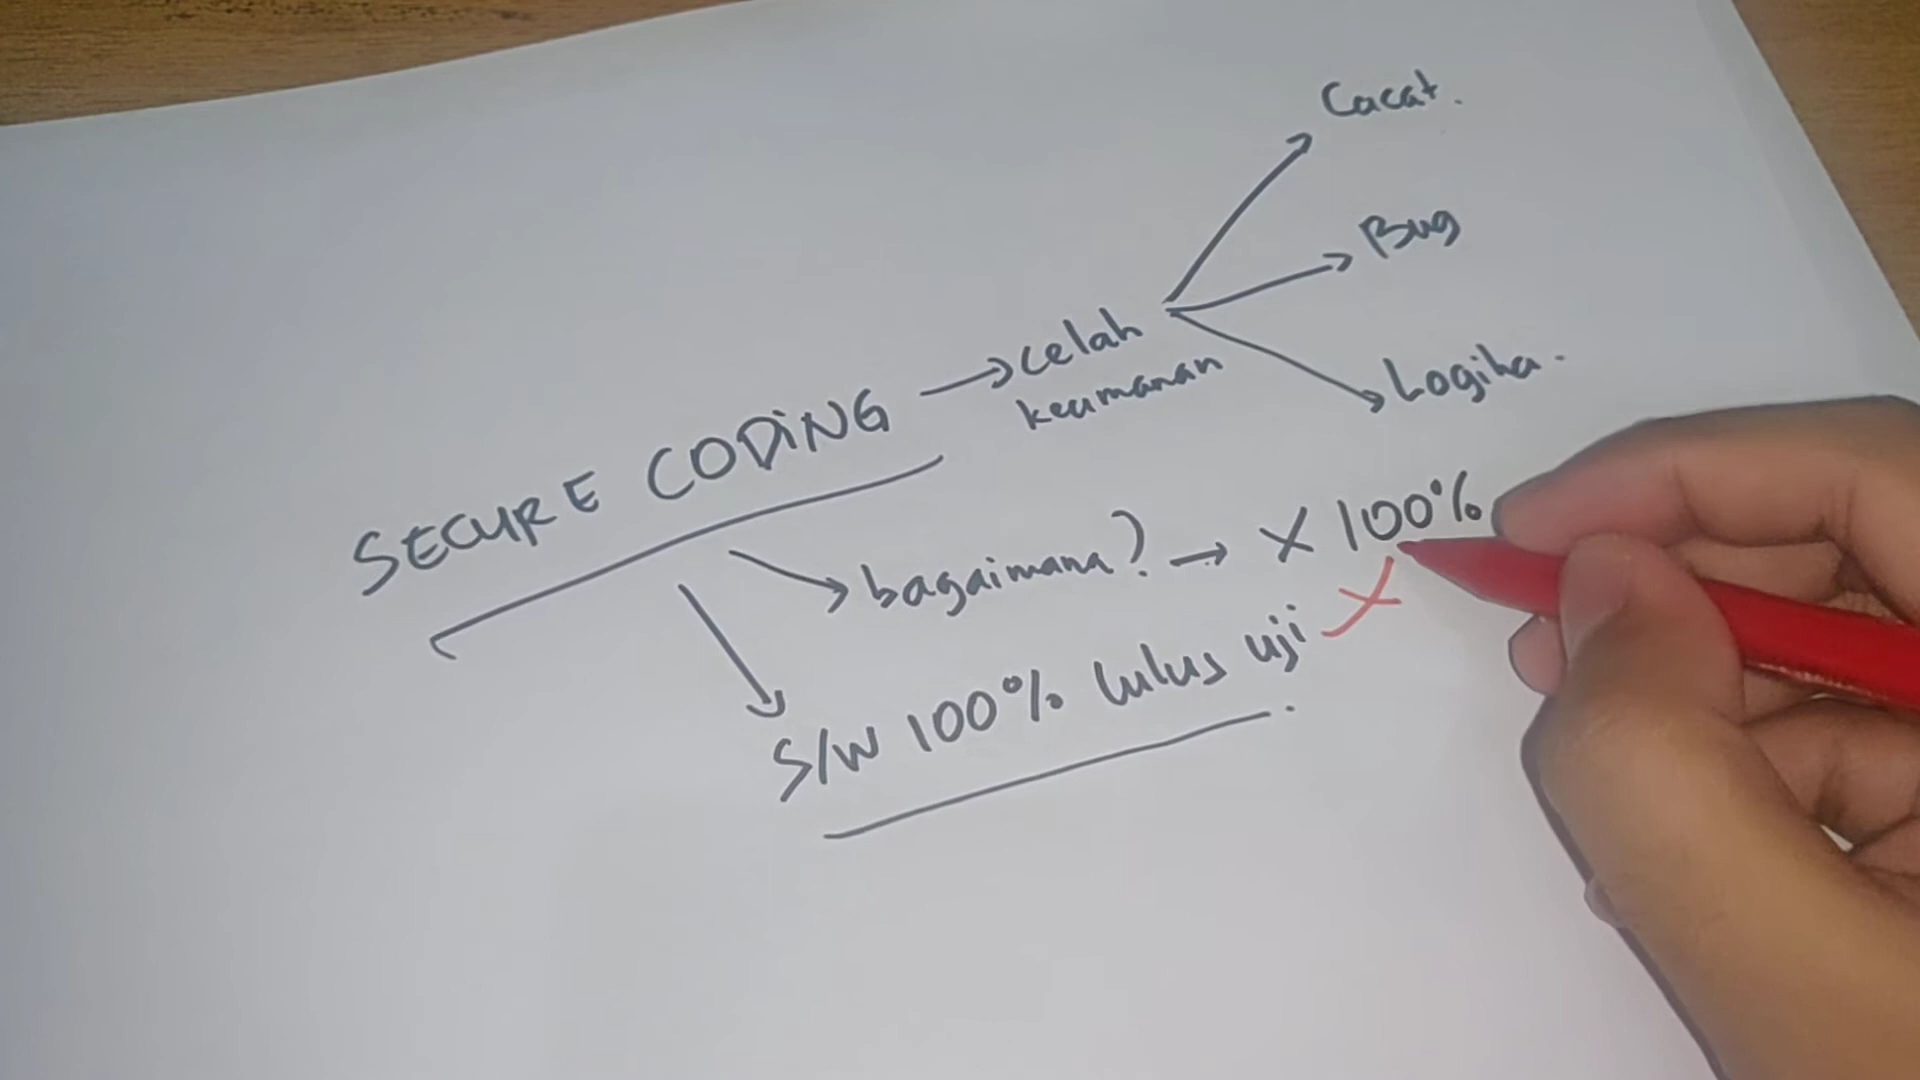 SECURE CODING
celah
keamanan
Cacat.
Bug
Logika.
bagaimana? → X 100%
S/W 100% lulus uji X